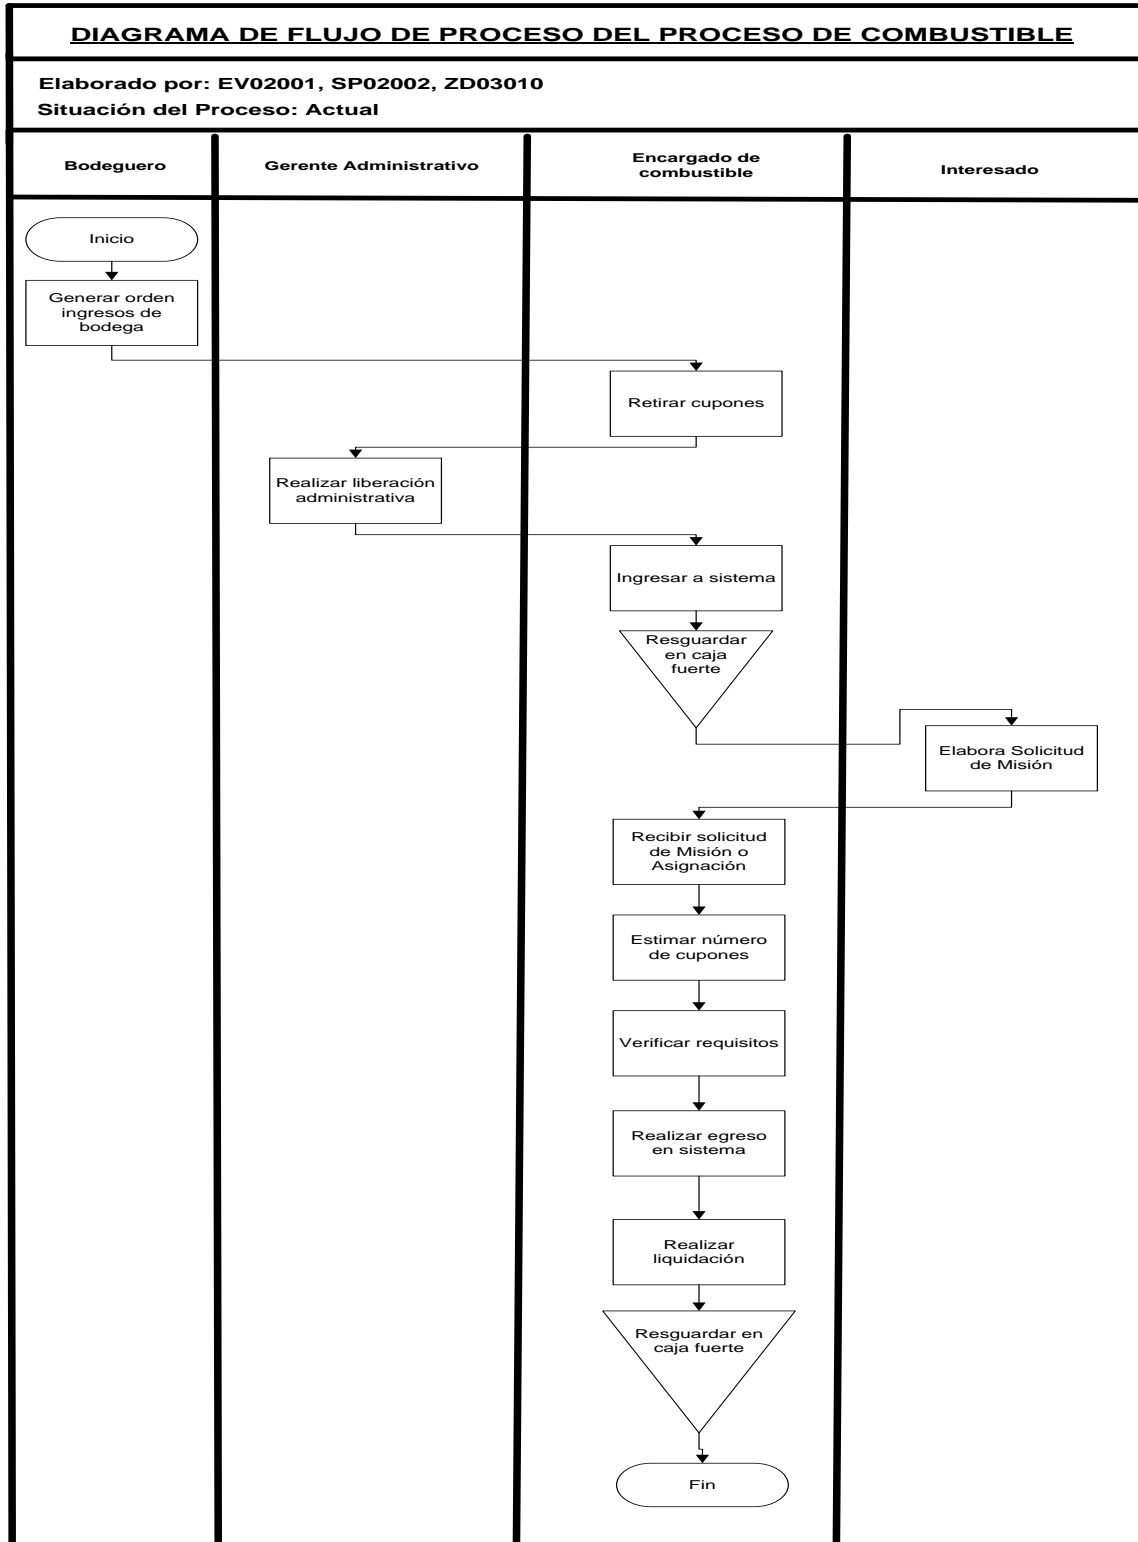 DIAGRAMA DE FLUJO DE PROCESO DEL PROCESO DE COMBUSTIBLE
Elaborado por: EV02001, SP02002, ZD03010
Situación del Proceso: Actual
Bodeguero
Gerente Administrativo
Encargado de
combustible
Interesado
Inicio
Generar orden
ingresos de
bodega
Retirar cupones
Realizar liberación
administrativa
Ingresar a sistema
Resguardar
en caja
fuerte
Elabora Solicitud
de Misión
Recibir solicitud
de Misión o
Asignación
Estimar número
de cupones
Verificar requisitos
Realizar egreso
en sistema
Realizar
liquidación
Resguardar en
caja fuerte
Fin